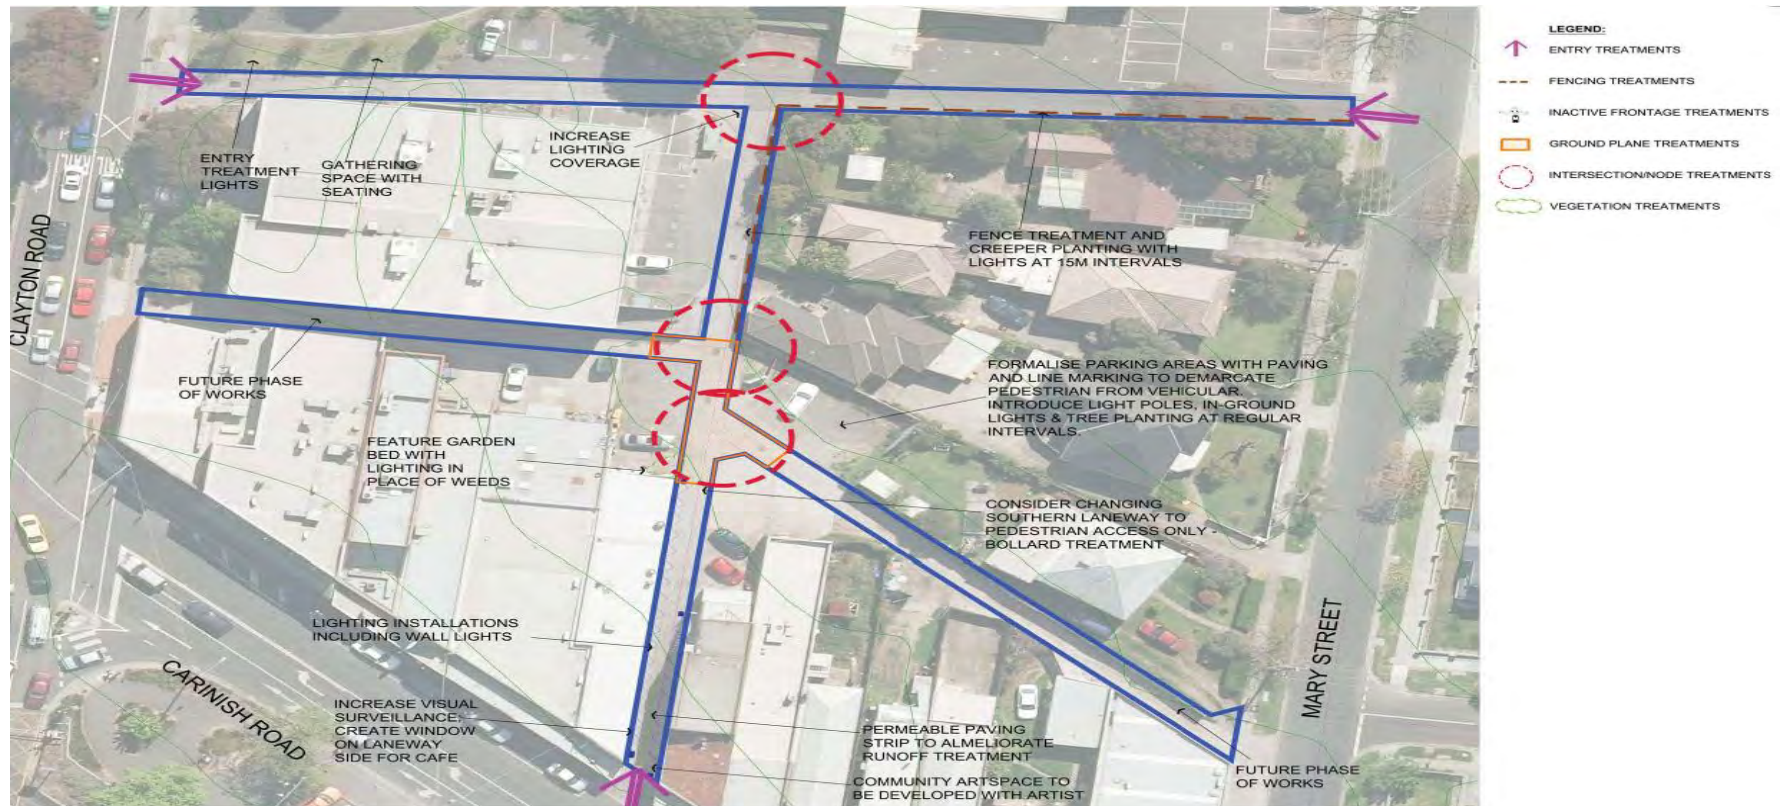 LEGEND:
ENTRY TREATMENTS
FENCING TREATMENTS
INACTIVE FRONTAGE TREATMENTS
GROUND PLANE TREATMENTS
INTERSECTION/NODE TREATMENTS
VEGETATION TREATMENTS
ENTRY
TREATMENT
LIGHTS
GATHERING
SPACE WITH
SEATING
INCREASE
LIGHTING
COVERAGE
CLAYTON ROAD
FENCE TREATMENT AND
CREEPER PLANTING WITH
LIGHTS AT 15M INTERVALS
FUTURE PHASE
OF WORKS
FORMALISE PARKING AREAS WITH PAVING
AND LINE MARKING TO DEMARCATE
PEDESTRIAN FROM VEHICULAR.
INTRODUCE LIGHT POLES, IN-GROUND
LIGHTS & TREE PLANTING AT REGULAR
INTERVALS.
FEATURE GARDEN
BED WITH
LIGHTING IN
PLACE OF WEEDS
CONSIDER CHANGING
SOUTHERN LANEWAY TO
PEDESTRIAN ACCESS ONLY -
BOLLARD TREATMENT
LIGHTING INSTALLATIONS
INCLUDING WALL LIGHTS
MARY STREET
CARINISH ROAD
INCREASE VISUAL
SURVEILLANCE,
CREATE WINDOW
ON LANEWAY
SIDE FOR CAFE
PERMEABLE PAVING
STRIP TO ALMELIORATE
RUNOFF TREATMENT
COMMUNITY ARTSPACE TO
BE DEVELOPED WITH ARTIST
FUTURE PHASE
OF WORKS